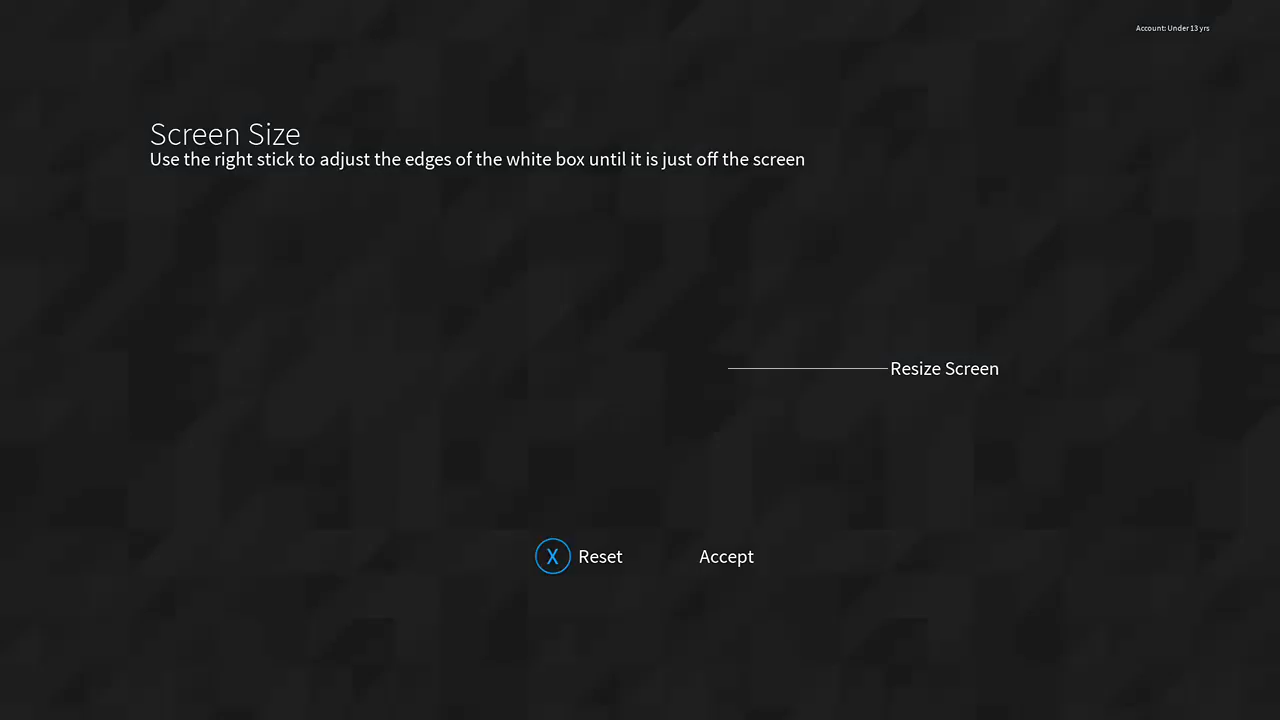 Account: Under 13 yrs
Screen Size
Use the right stick to adjust the edges of the white box until it is just off the screen
Resize Screen
X Reset Accept